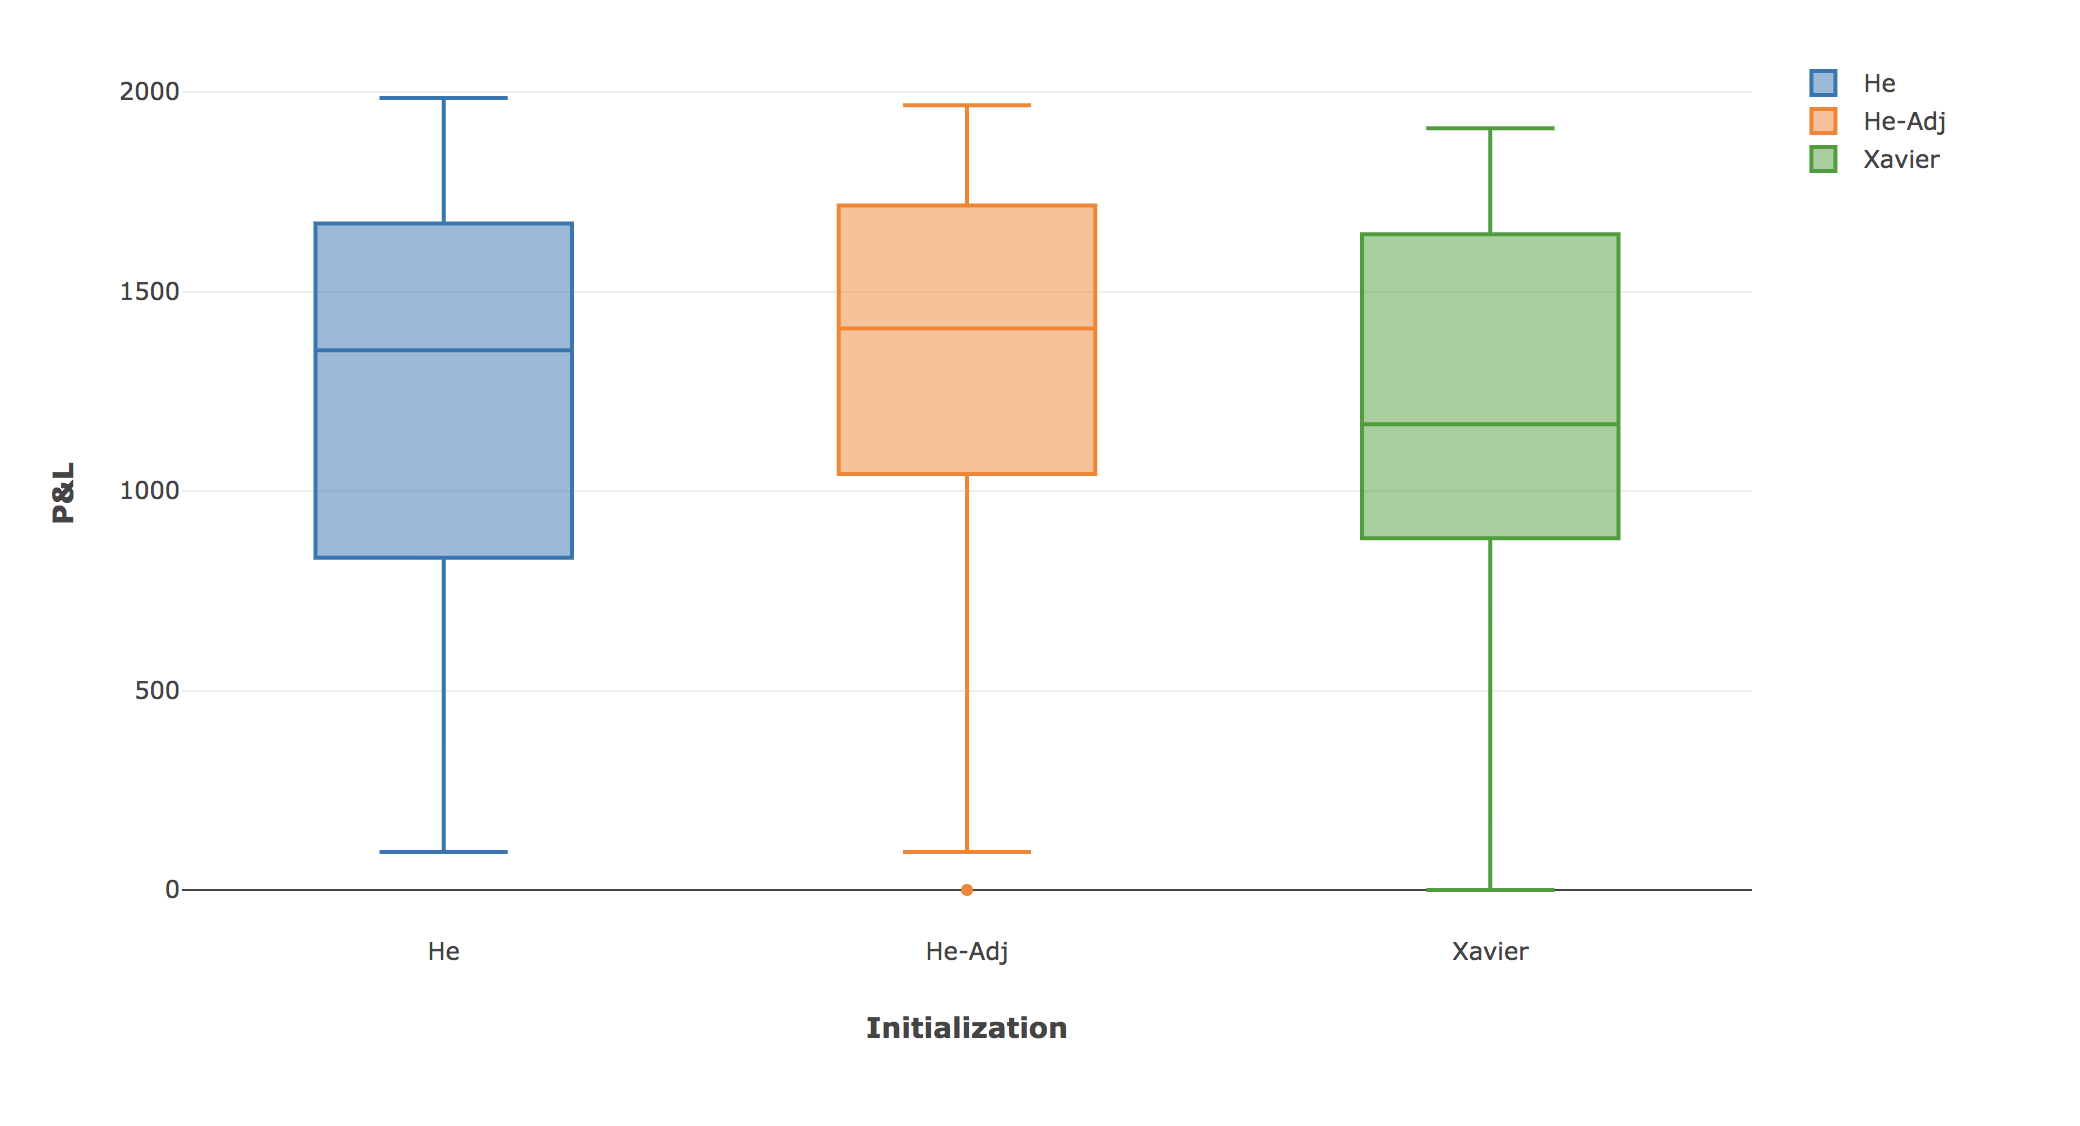 He
He-Adj
Xavier
P&L
2000
1500
1000
500
0
He
He-Adj
Xavier
Initialization